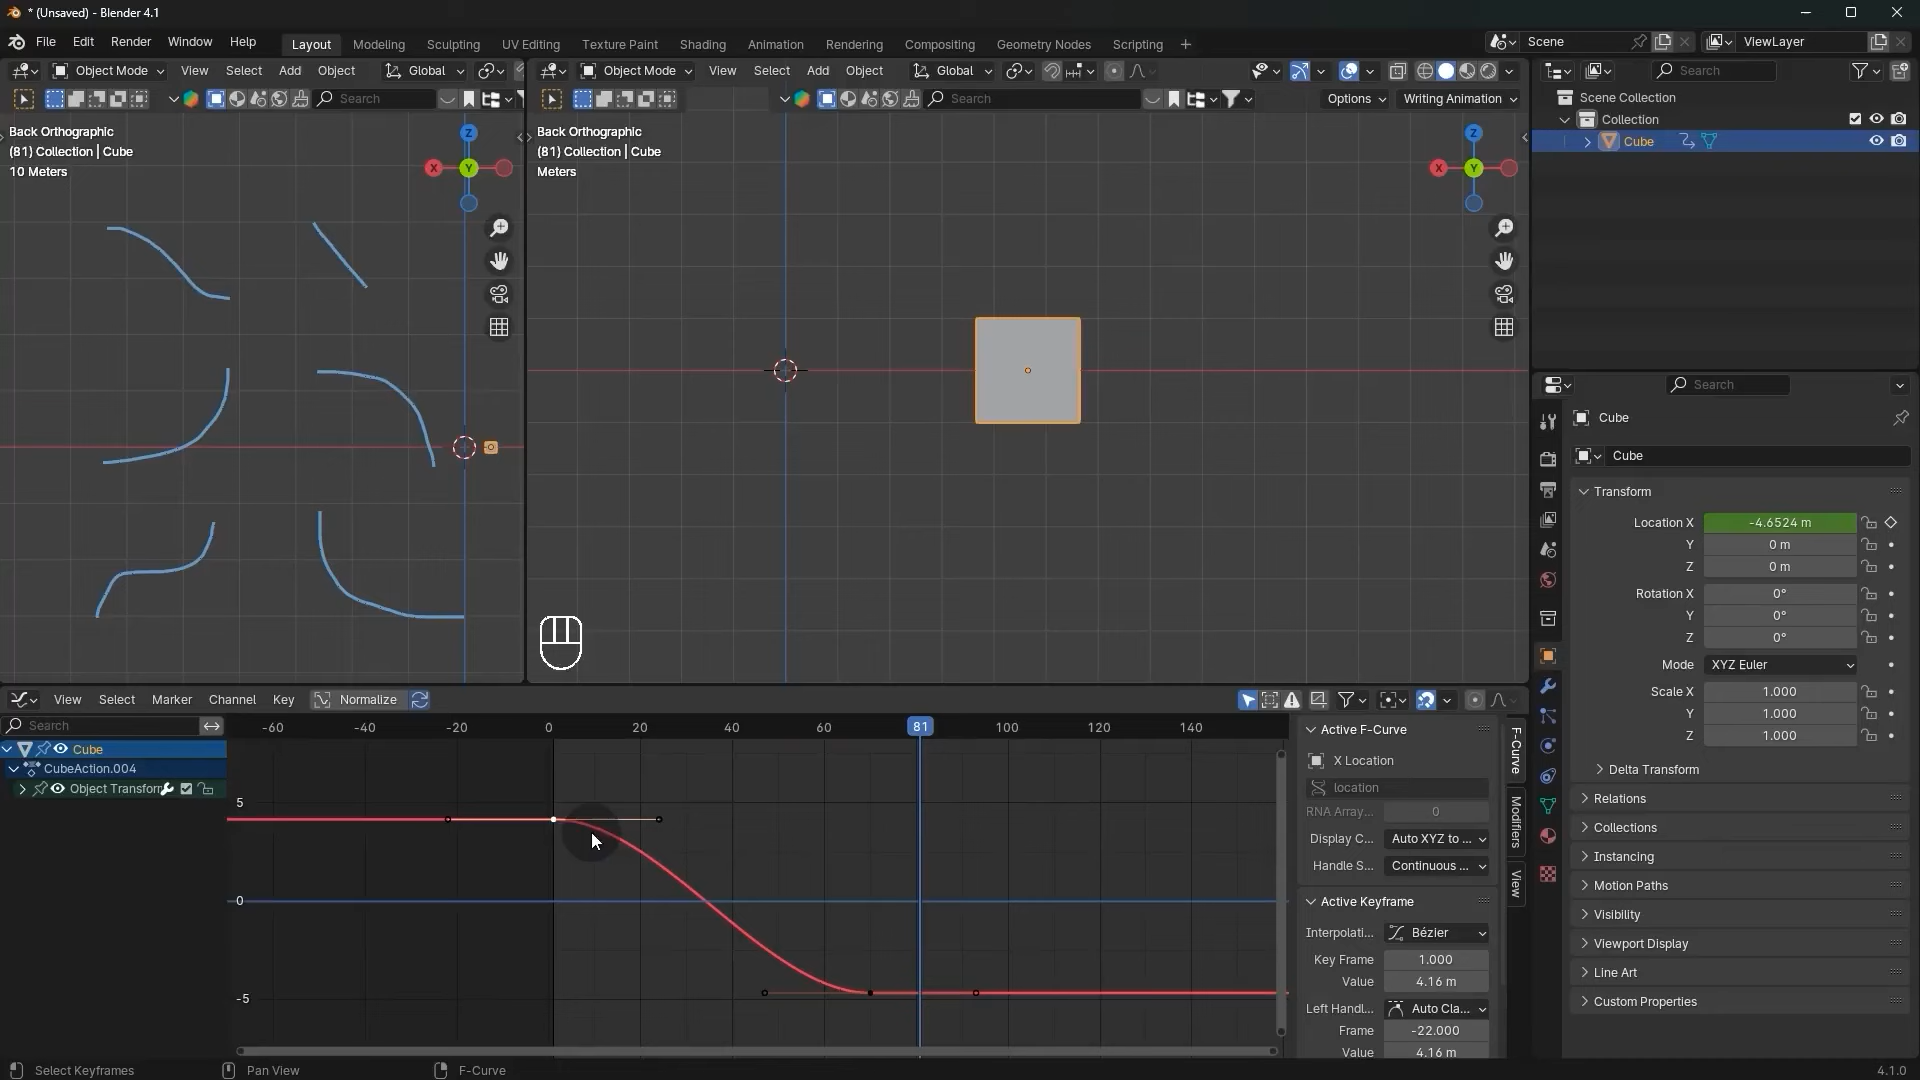 * (Unsaved) - Blender 4.1
File Edit Render Window Help Layout Modeling Sculpting UV Editing Texture Paint Shading Animation Rendering Compositing Geometry Nodes Scripting + Scene ViewLayer
Object Mode View Select Add Object Global
Object Mode View Select Add Object Global
Search
Search
Search Options Writing Animation
Scene Collection
Collection
Cube
Back Orthographic
(81) Collection | Cube
10 Meters
Z
X
Y
Back Orthographic
(81) Collection | Cube
Meters
Z
X
Y
Search
Cube
Cube
Transform
Location X -4.6524 m
Y 0 m
Z 0 m
Rotation X 0°
Y 0°
Z 0°
Mode XYZ Euler
Scale X 1.000
Y 1.000
Z 1.000
Delta Transform
Relations
Collections
Instancing
Motion Paths
Visibility
Viewport Display
Line Art
Custom Properties
View Select Marker Channel Key Normalize
Search
-60 -40 -20 0 20 40 60 81 100 120 140
Cube
CubeAction.004
Object Transform
5
0
-5
Active F-Curve
X Location
location
RNA Array... 0
Display C... Auto XYZ to ...
Handle S... Continuous ...
Active Keyframe
Interpolati... Bézier
Key Frame 1.000
Value 4.16 m
Left Handl... Auto Cla...
Frame -22.000
Value 4.16 m
F-Curve
Modifiers
View
Select Keyframes Pan View F-Curve 4.1.0